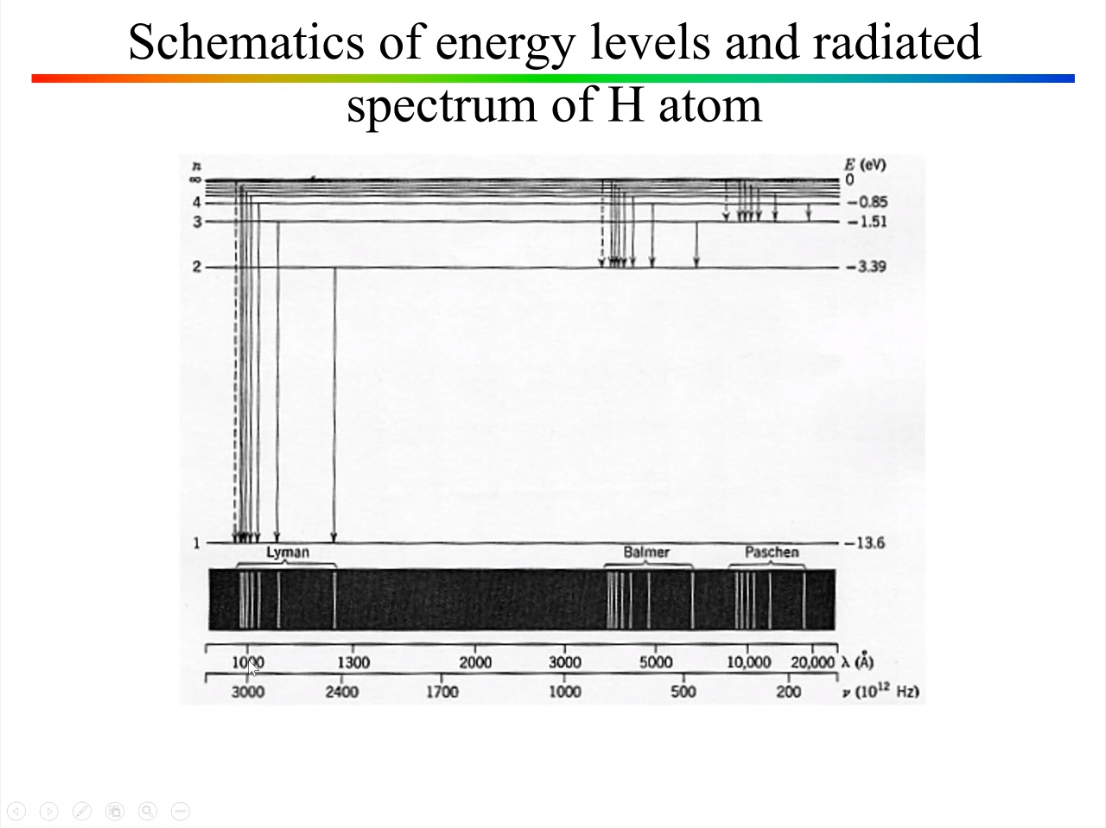 Schematics of energy levels and radiated
spectrum of H atom
n E (eV)
∞ 0
4 −0.85
3 −1.51
2 −3.39
1 −13.6
Lyman Balmer Paschen
1000 1300 2000 3000 5000 10,000 20,000 λ (Å)
3000 2400 1700 1000 500 200 ν (10¹² Hz)